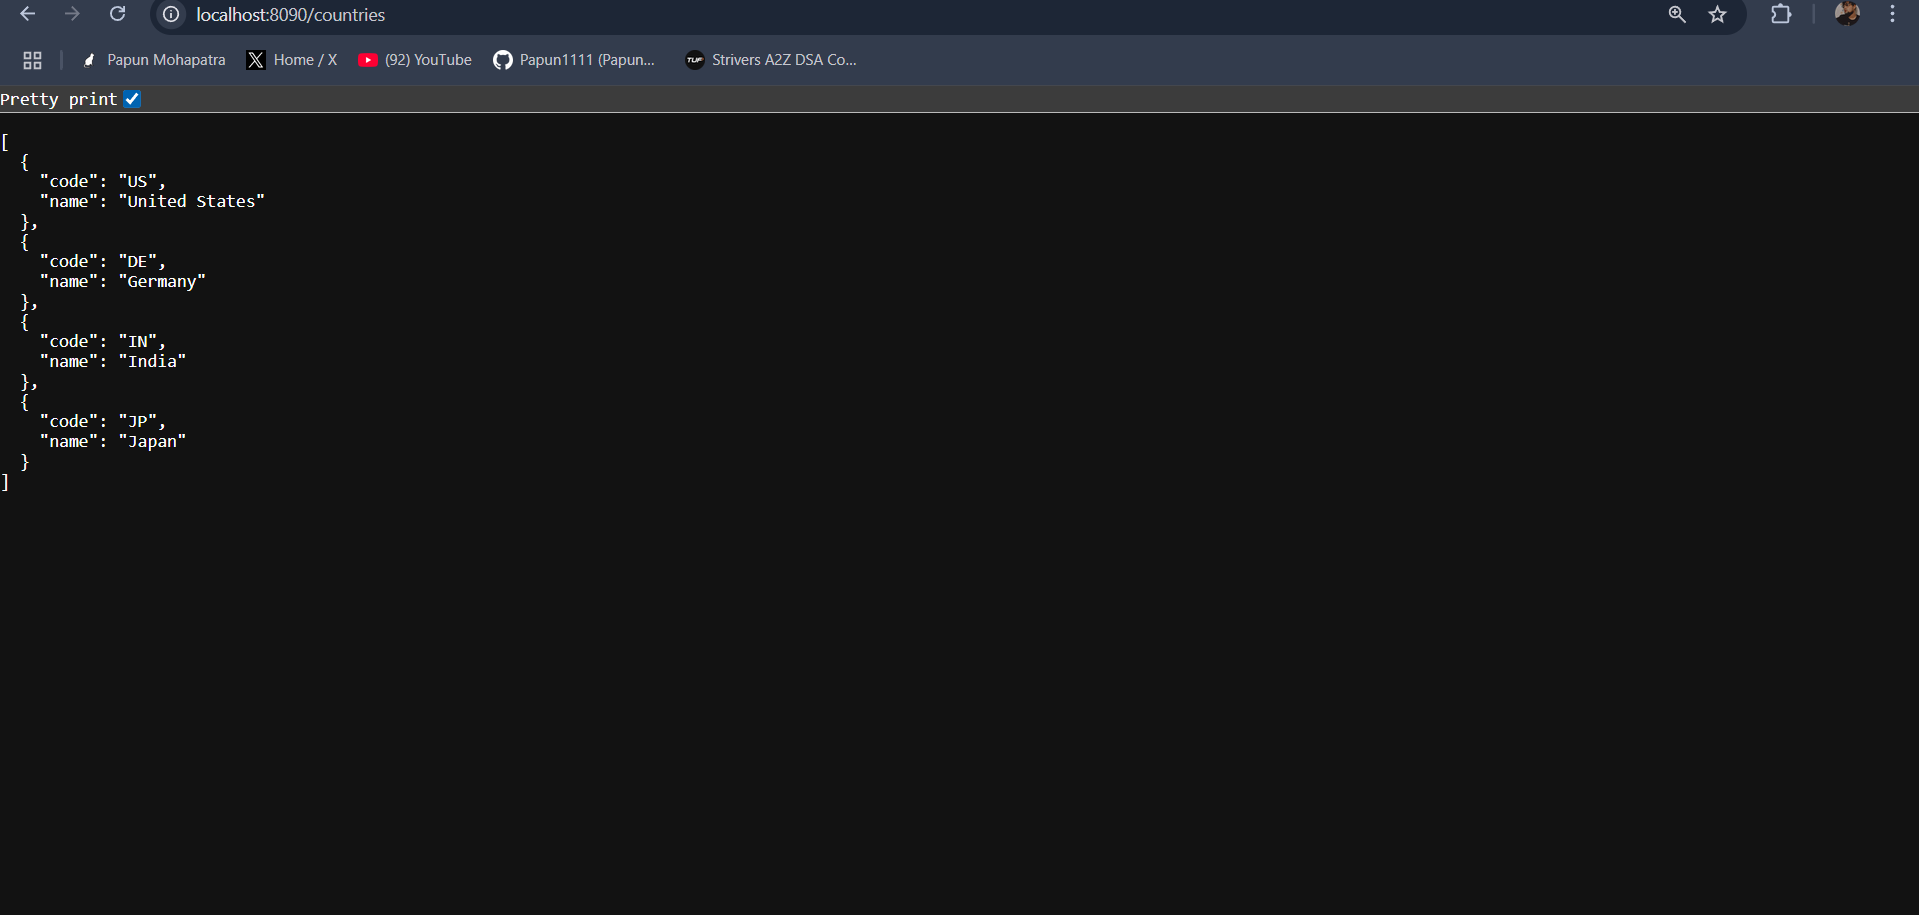 localhost:8090/countries
Papun Mohapatra Home / X (92) YouTube Papun1111 (Papun... TUF Strivers A2Z DSA Co...
Pretty print
[
  {
    "code": "US",
    "name": "United States"
  },
  {
    "code": "DE",
    "name": "Germany"
  },
  {
    "code": "IN",
    "name": "India"
  },
  {
    "code": "JP",
    "name": "Japan"
  }
]